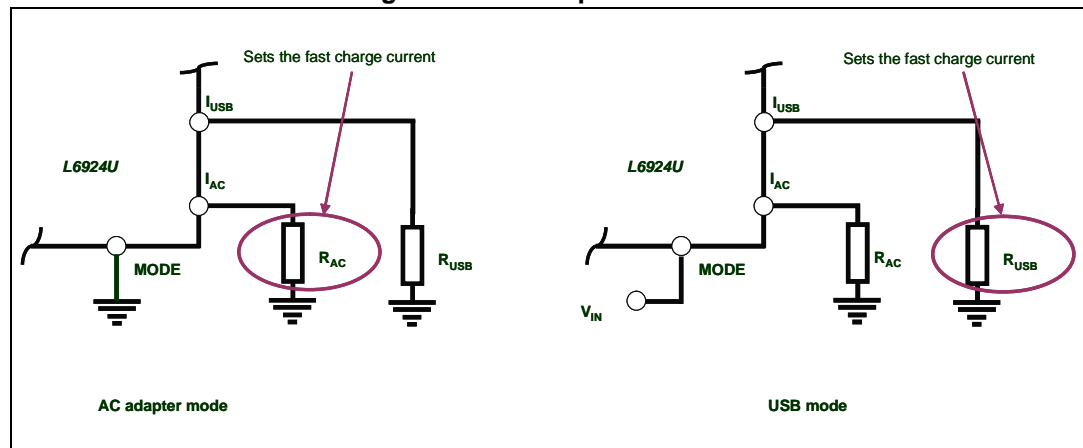 Sets the fast charge current
I_USB
L6924U
I_AC
MODE
R_AC
R_USB
AC adapter mode
Sets the fast charge current
I_USB
L6924U
I_AC
MODE
R_AC
R_USB
V_IN
USB mode